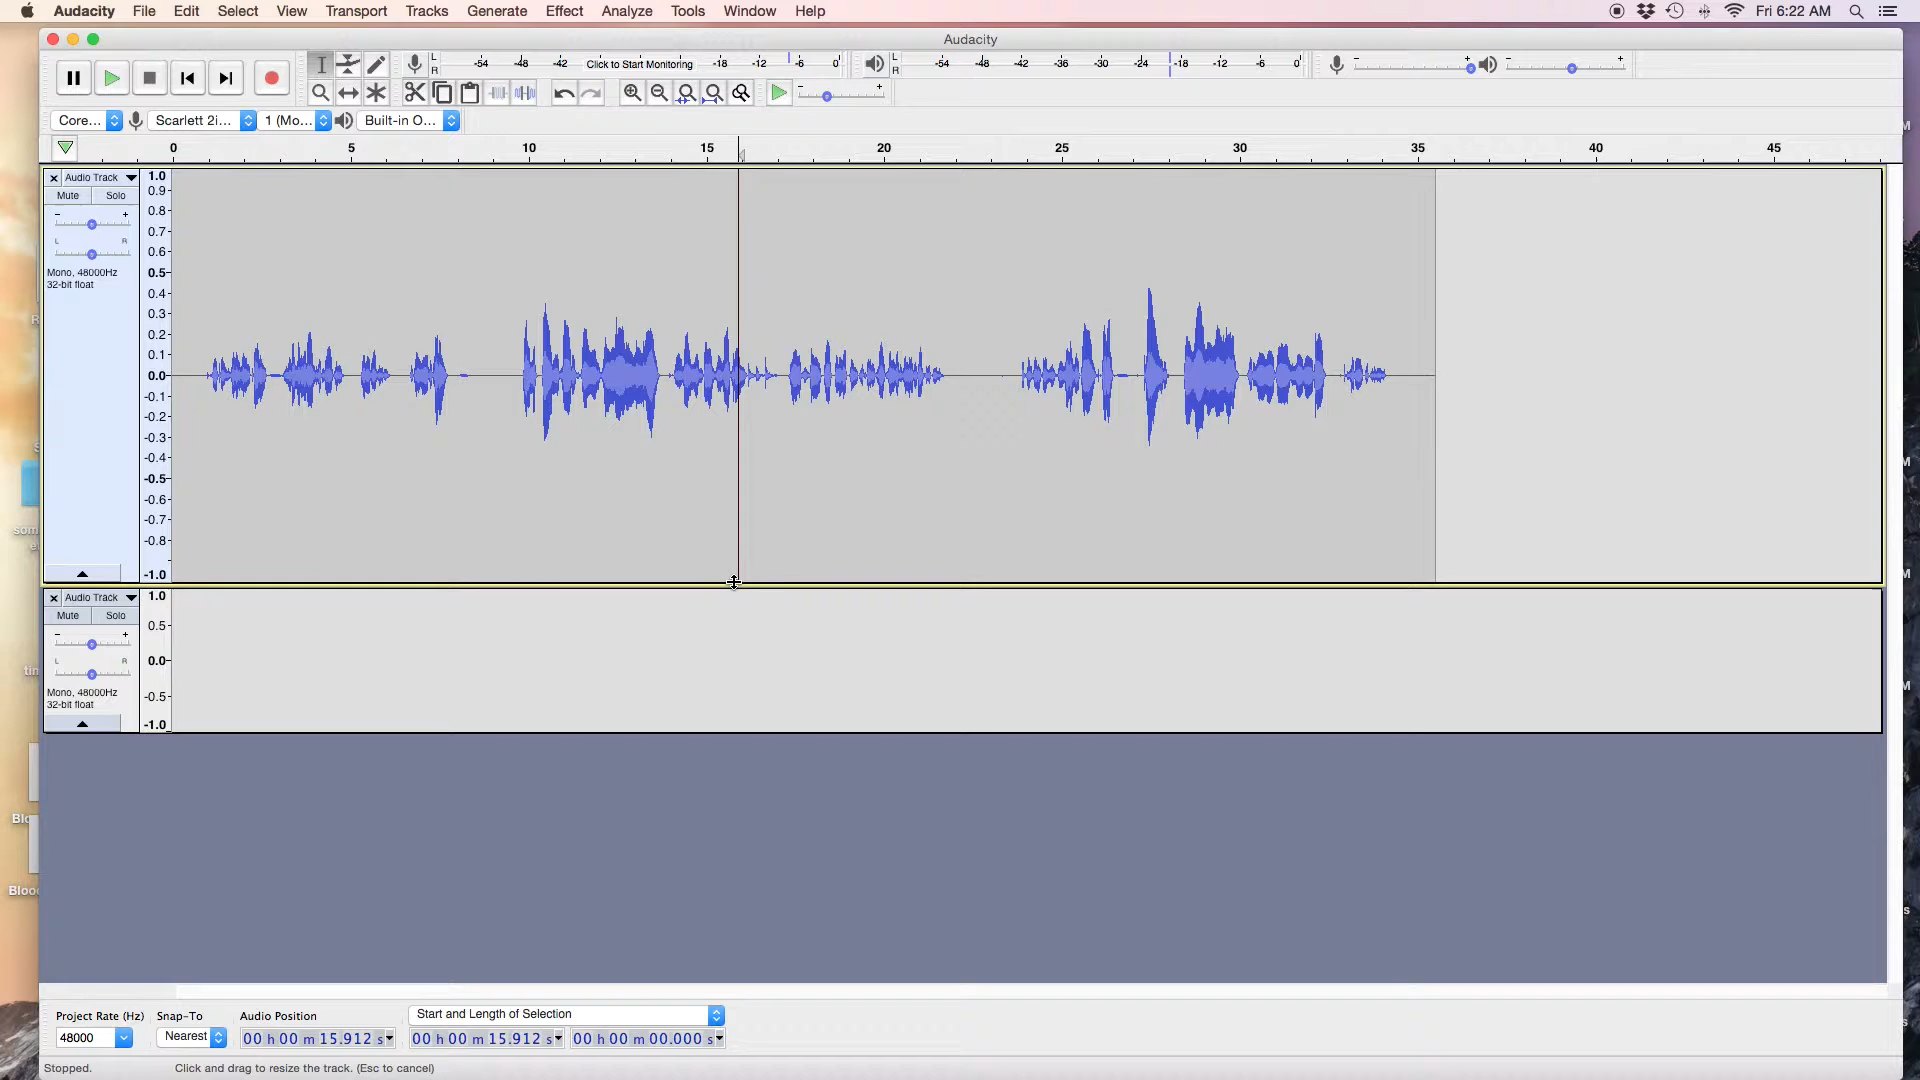 Audacity File Edit Select View Transport Tracks Generate Effect Analyze Tools Window Help Fri 6:22 AM
Audacity
L R -54 -48 -42 Click to Start Monitoring -18 -12 -6 0 L R -54 -48 -42 -36 -30 -24 -18 -12 -6 0 - + - +
- +
Core... Scarlett 2i... 1 (Mo... Built-in O...
0 5 10 15 20 25 30 35 40 45
Audio Track
Mute Solo
- +
L R
Mono, 48000Hz
32-bit float
1.0
0.9-
0.8-
0.7-
0.6-
0.5-
0.4-
0.3-
0.2-
0.1-
0.0-
-0.1-
-0.2-
-0.3-
-0.4-
-0.5-
-0.6-
-0.7-
-0.8-
-1.0
Audio Track
Mute Solo
- +
L R
Mono, 48000Hz
32-bit float
1.0
0.5-
0.0-
-0.5-
-1.0
Project Rate (Hz) Snap-To Audio Position Start and Length of Selection
48000 Nearest 00 h 00 m 15.912 s 00 h 00 m 15.912 s 00 h 00 m 00.000 s
Stopped. Click and drag to resize the track. (Esc to cancel)